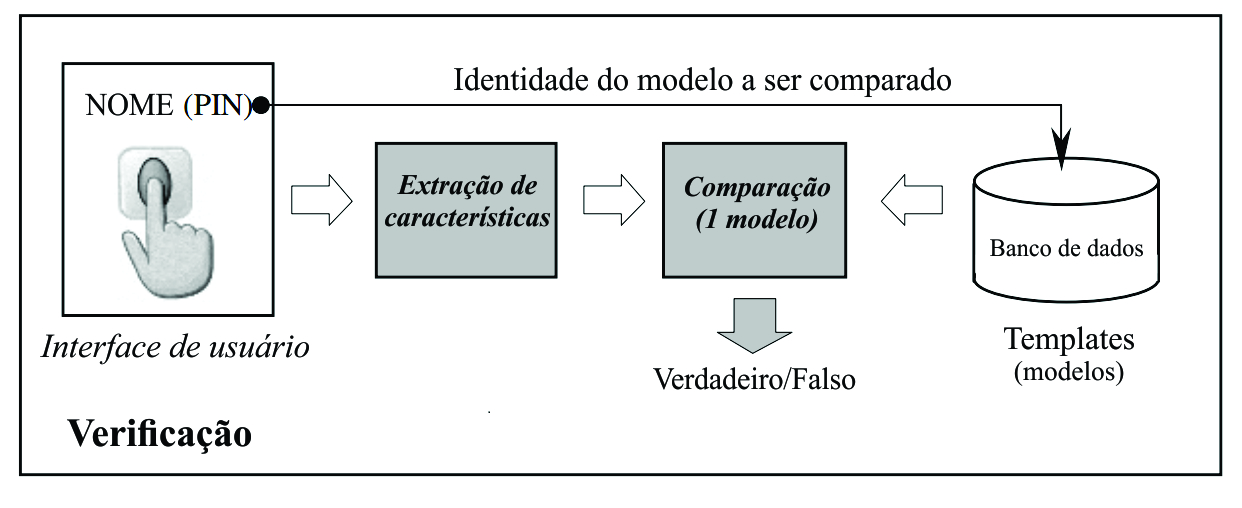 Identidade do modelo a ser comparado
NOME (PIN)
Extração de
características
Comparação
(1 modelo)
Banco de dados
Interface de usuário
Templates
(modelos)
Verdadeiro/Falso
Verificação